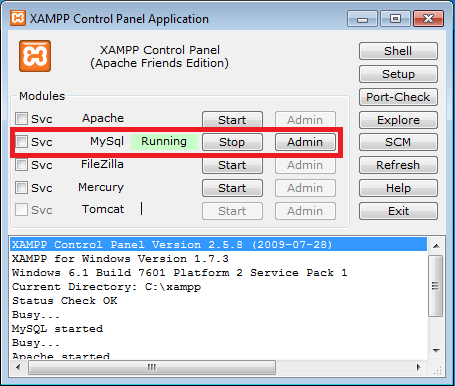 XAMPP Control Panel Application
XAMPP Control Panel
(Apache Friends Edition)
Shell
Setup
Port-Check
Explore
SCM
Refresh
Help
Exit
Modules
Svc Apache Start Admin
Svc MySql Running Stop Admin
Svc FileZilla Start Admin
Svc Mercury Start Admin
Svc Tomcat Start Admin
XAMPP Control Panel Version 2.5.8 (2009-07-28)
XAMPP for Windows Version 1.7.3
Windows 6.1 Build 7601 Platform 2 Service Pack 1
Current Directory: C:\xampp
Status Check OK
Busy...
MySQL started
Busy...
Apache started